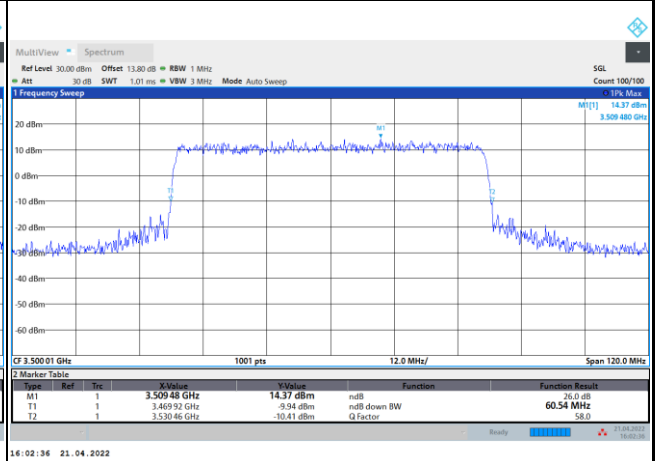 MultiView Spectrum
Ref Level 30.00 dBm Offset 13.80 dB RBW 1 MHz SGL
Att 30 dB SWT 1.01 ms VBW 3 MHz Mode Auto Sweep Count 100/100
1 Frequency Sweep 1Pk Max
M1[1] 14.37 dBm
3.509 480 GHz
20 dBm
M1
10 dBm
0 dBm
T1
T2
-10 dBm
-20 dBm
-30 dBm
-40 dBm
-50 dBm
-60 dBm
CF 3.500 01 GHz 1001 pts 12.0 MHz/ Span 120.0 MHz
2 Marker Table
Type Ref Trc X-Value Y-Value Function Function Result
M1 1 3.509 48 GHz 14.37 dBm ndB 26.0 dB
T1 1 3.469 92 GHz -9.94 dBm ndB down BW 60.54 MHz
T2 1 3.530 46 GHz -10.41 dBm Q Factor 58.0
Ready 21.04.2022
16:02:36
16:02:36 21.04.2022